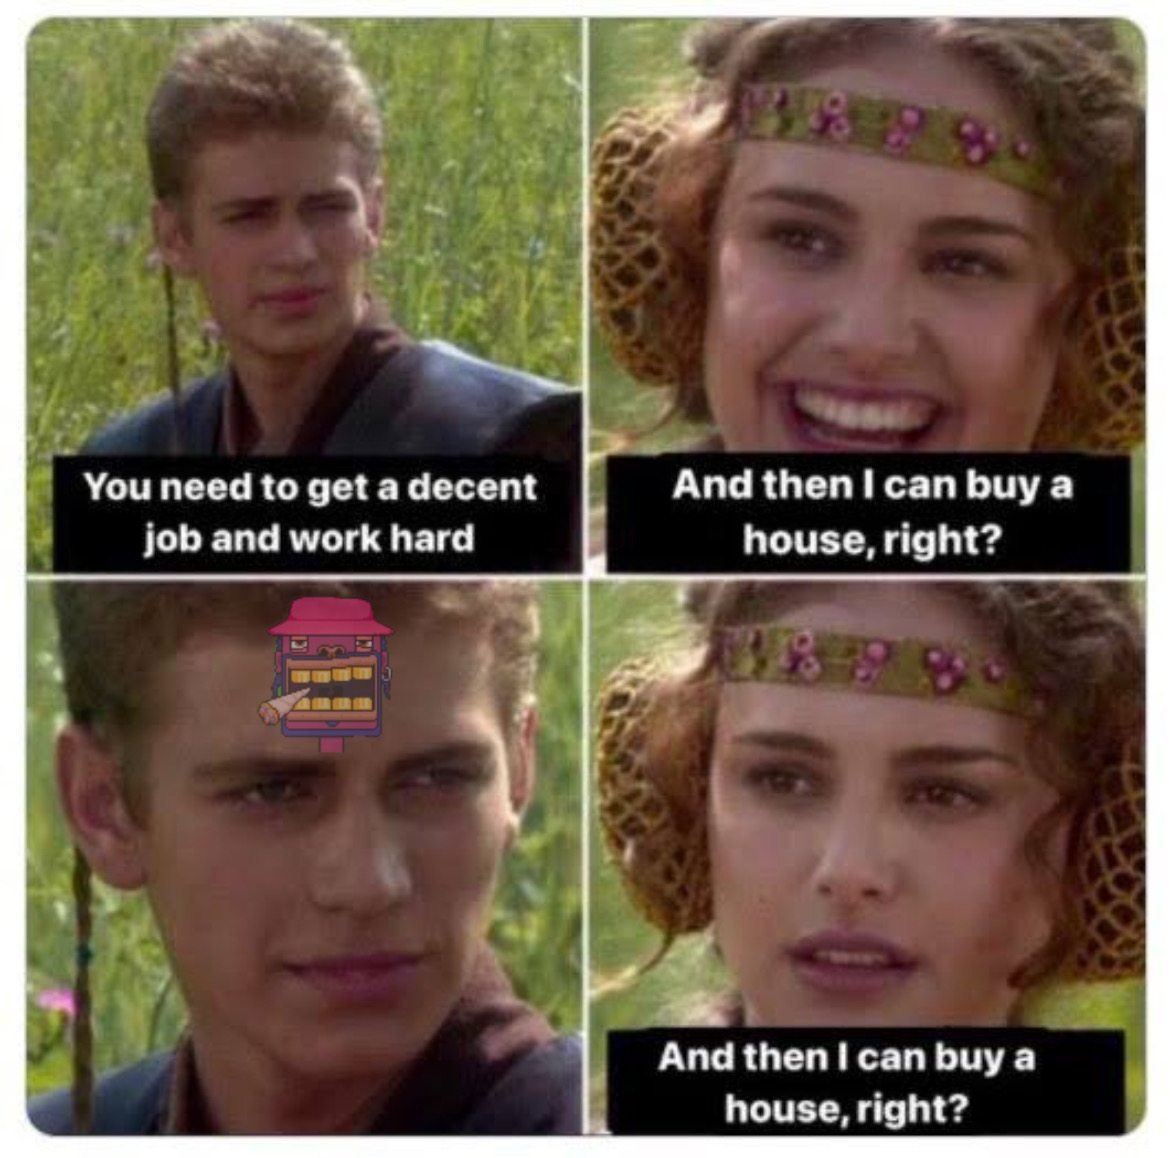 You need to get a decent
job and work hard
And then I can buy a
house, right?
And then I can buy a
house, right?